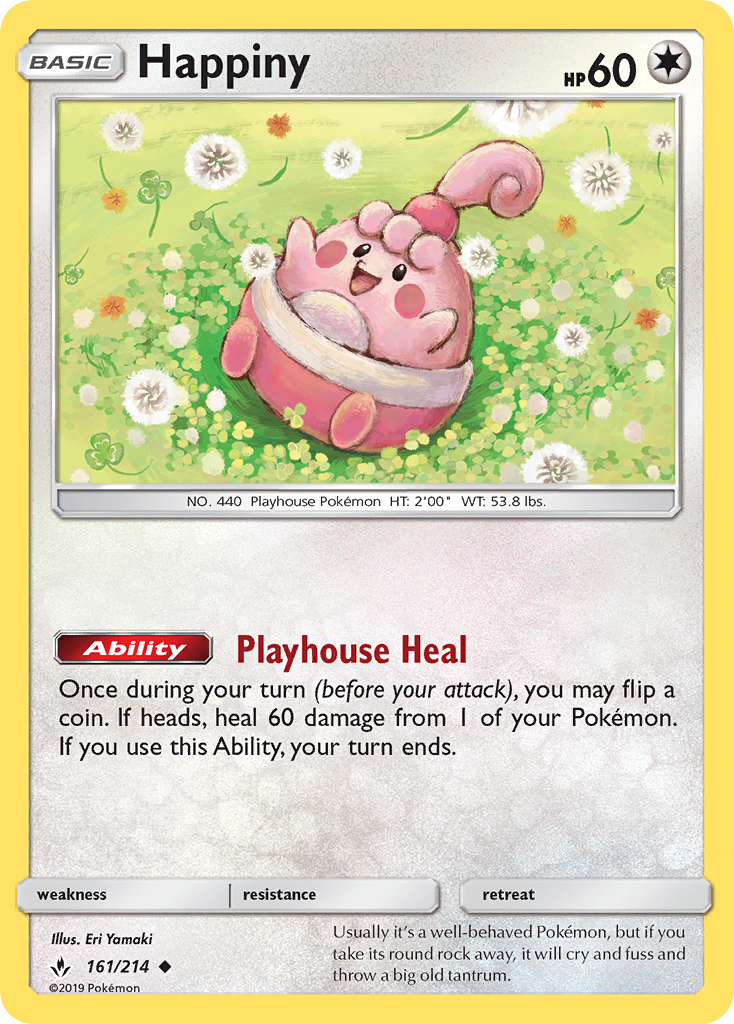 BASIC Happiny HP60
NO. 440 Playhouse Pokémon HT: 2'00" WT: 53.8 lbs.
Ability Playhouse Heal
Once during your turn (before your attack), you may flip a
coin. If heads, heal 60 damage from 1 of your Pokémon.
If you use this Ability, your turn ends.
weakness resistance retreat
Illus. Eri Yamaki
161/214
©2019 Pokémon
Usually it's a well-behaved Pokémon, but if you
take its round rock away, it will cry and fuss and
throw a big old tantrum.